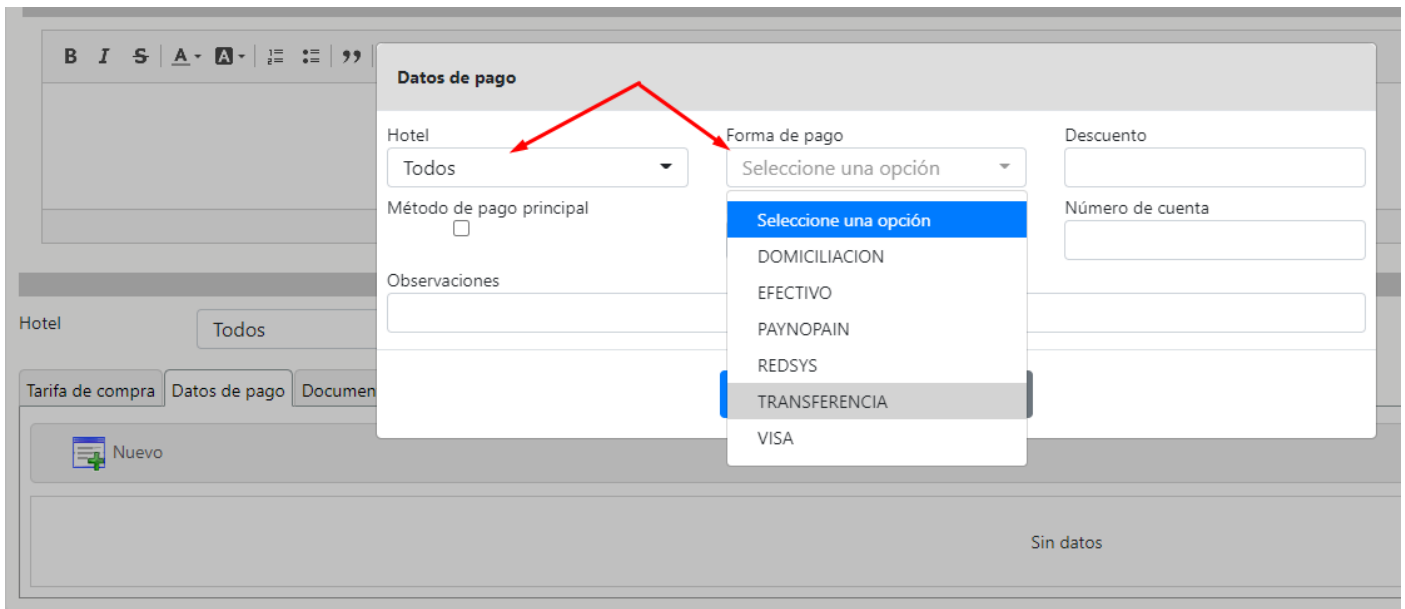 B I S A A
Datos de pago
Hotel Forma de pago Descuento
Todos Seleccione una opción
Método de pago principal Número de cuenta
Seleccione una opción
DOMICILIACION
Observaciones
EFECTIVO
Hotel Todos
PAYNOPAIN
REDSYS
Tarifa de compra Datos de pago Documen
TRANSFERENCIA
VISA
Nuevo
Sin datos